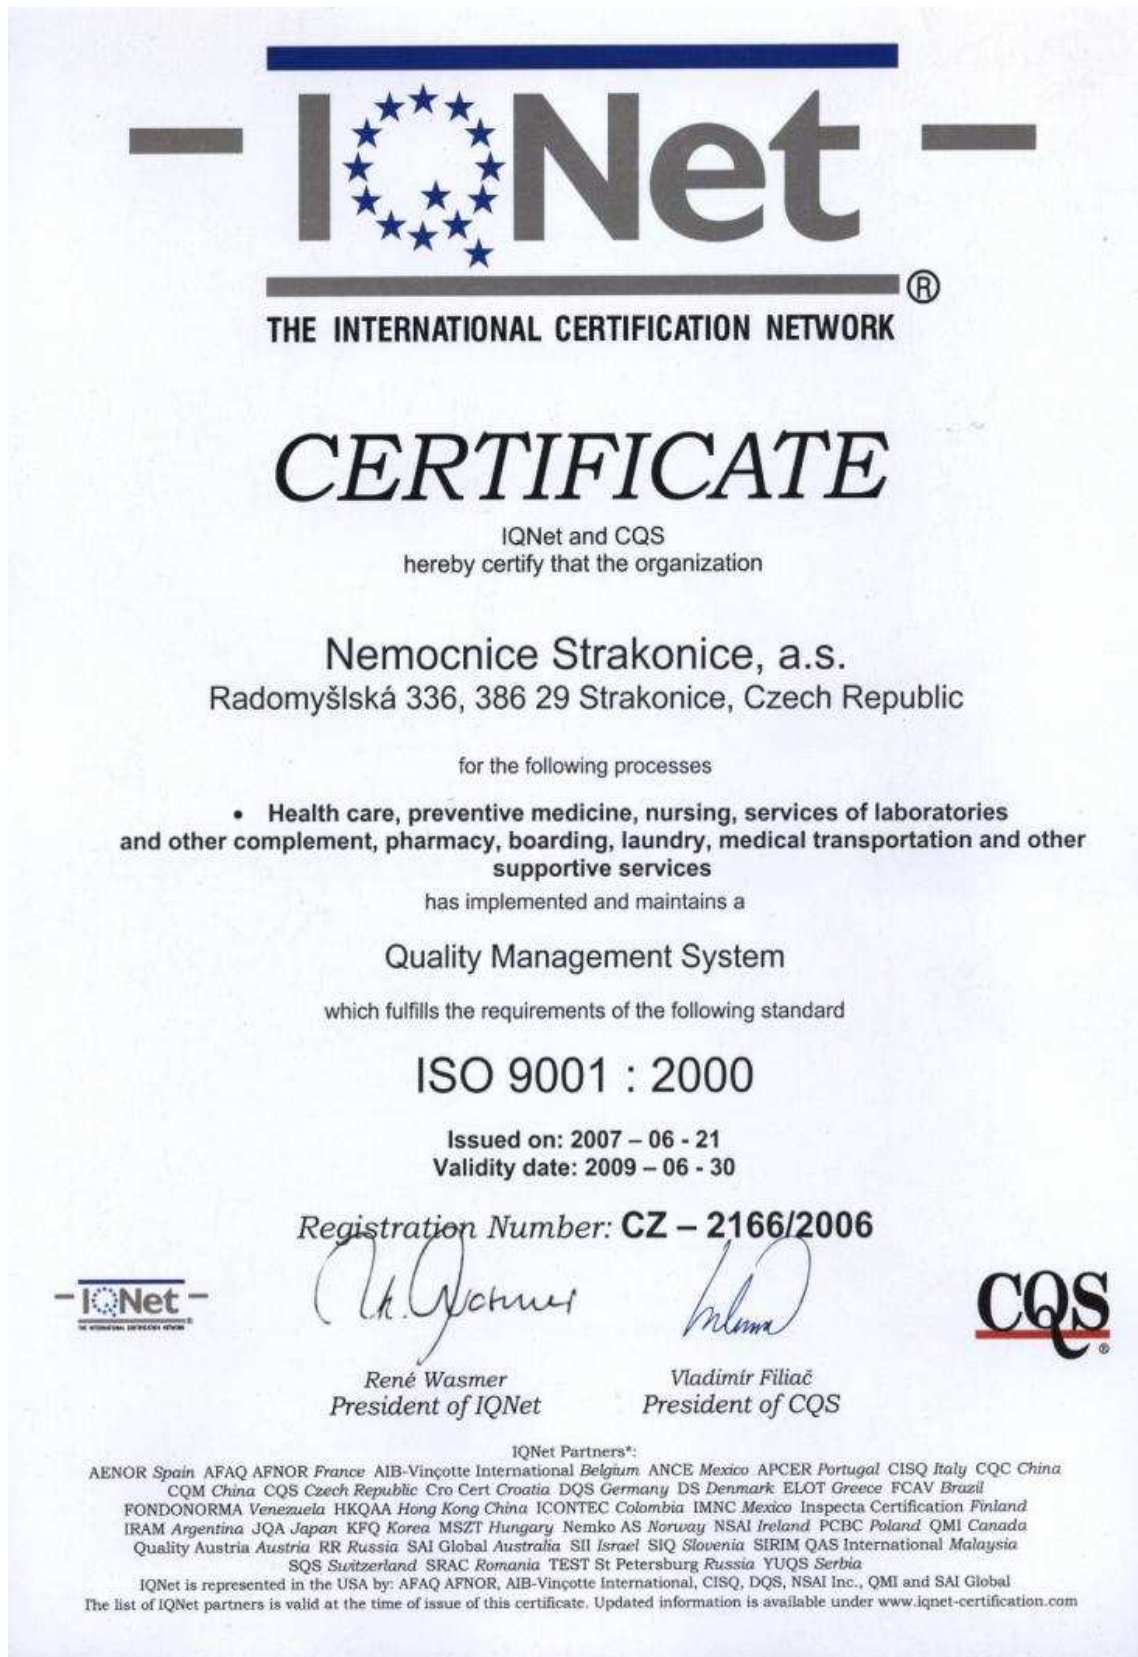 IQNet
®
THE INTERNATIONAL CERTIFICATION NETWORK
CERTIFICATE
IQNet and CQS
hereby certify that the organization
Nemocnice Strakonice, a.s.
Radomyšlská 336, 386 29 Strakonice, Czech Republic
for the following processes
• Health care, preventive medicine, nursing, services of laboratories
and other complement, pharmacy, boarding, laundry, medical transportation and other
supportive services
has implemented and maintains a
Quality Management System
which fulfills the requirements of the following standard
ISO 9001 : 2000
Issued on: 2007 – 06 - 21
Validity date: 2009 – 06 - 30
Registration Number: CZ – 2166/2006
IQNet
THE INTERNATIONAL CERTIFICATION NETWORK
CQS
®
René Wasmer
President of IQNet
Vladimír Filiač
President of CQS
IQNet Partners*:
AENOR Spain AFAQ AFNOR France AIB-Vinçotte International Belgium ANCE Mexico APCER Portugal CISQ Italy CQC China
CQM China CQS Czech Republic Cro Cert Croatia DQS Germany DS Denmark ELOT Greece FCAV Brazil
FONDONORMA Venezuela HKQAA Hong Kong China ICONTEC Colombia IMNC Mexico Inspecta Certification Finland
IRAM Argentina JQA Japan KFQ Korea MSZT Hungary Nemko AS Norway NSAI Ireland PCBC Poland QMI Canada
Quality Austria Austria RR Russia SAI Global Australia SII Israel SIQ Slovenia SIRIM QAS International Malaysia
SQS Switzerland SRAC Romania TEST St Petersburg Russia YUQS Serbia
IQNet is represented in the USA by: AFAQ AFNOR, AIB-Vinçotte International, CISQ, DQS, NSAI Inc., QMI and SAI Global
The list of IQNet partners is valid at the time of issue of this certificate. Updated information is available under www.iqnet-certification.com